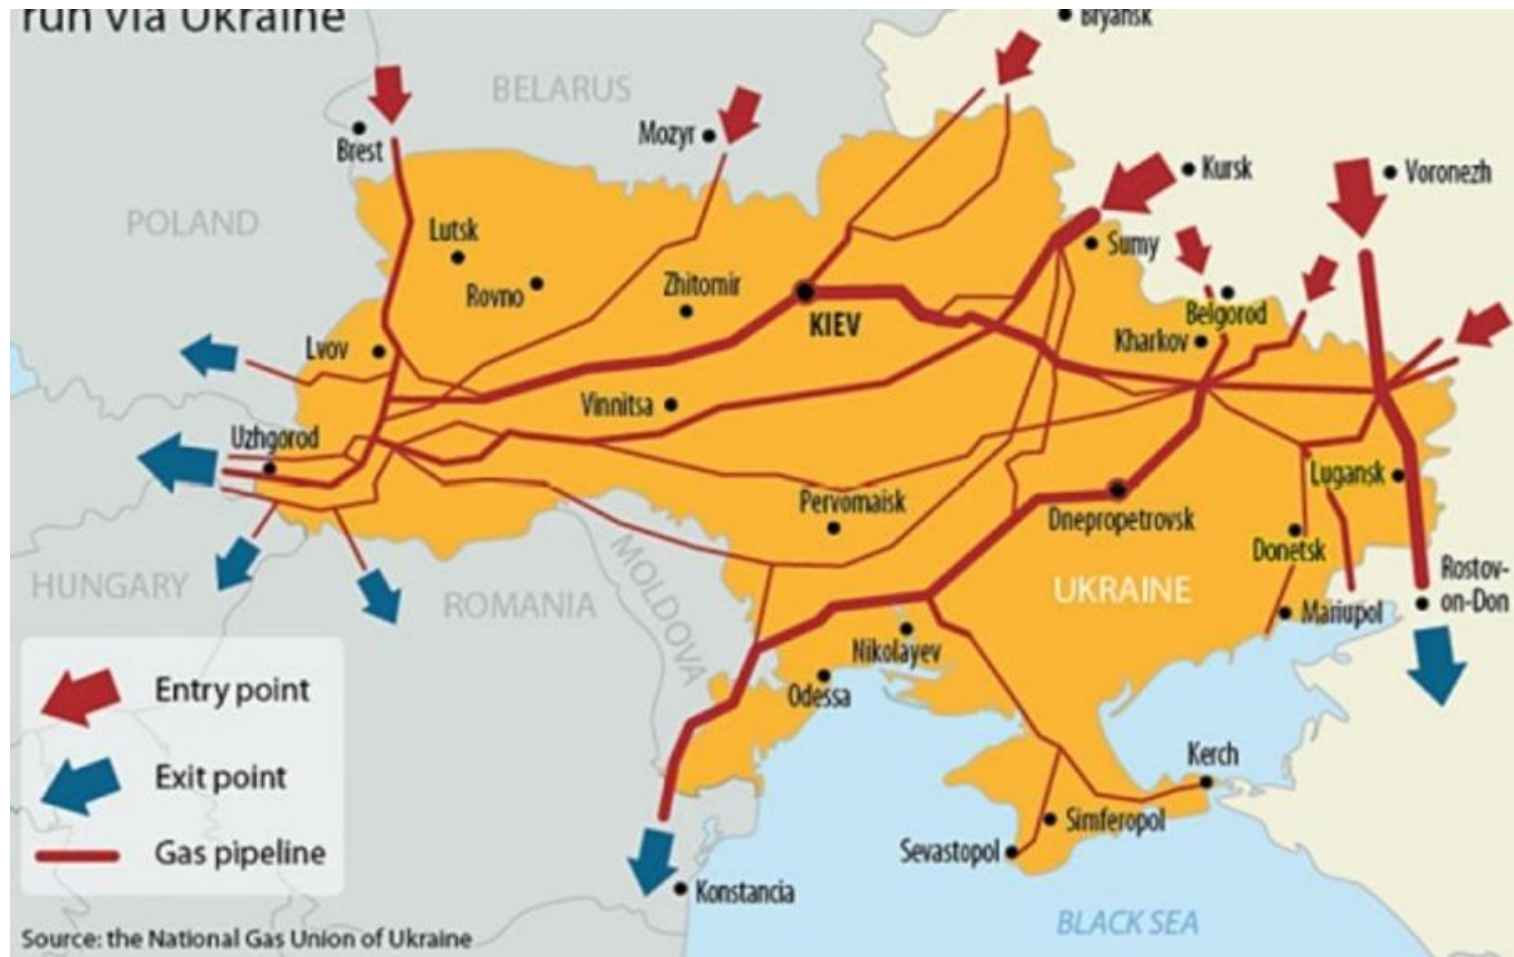 run via Ukraine
Bryansk
BELARUS
Mozyr
Brest
Kursk
Voronezh
POLAND
Lutsk
Sumy
Rovno
Zhitomir
KIEV
Belgorod
Kharkov
Lvov
Vinnitsa
Uzhgorod
Lugansk
Pervomaisk
Dnepropetrovsk
Donetsk
HUNGARY
ROMANIA
MOLDOVA
UKRAINE
Rostov-
on-Don
Mariupol
Nikolayev
Odessa
Entry point
Exit point
Gas pipeline
Kerch
Simferopol
Sevastopol
Konstancia
BLACK SEA
Source: the National Gas Union of Ukraine